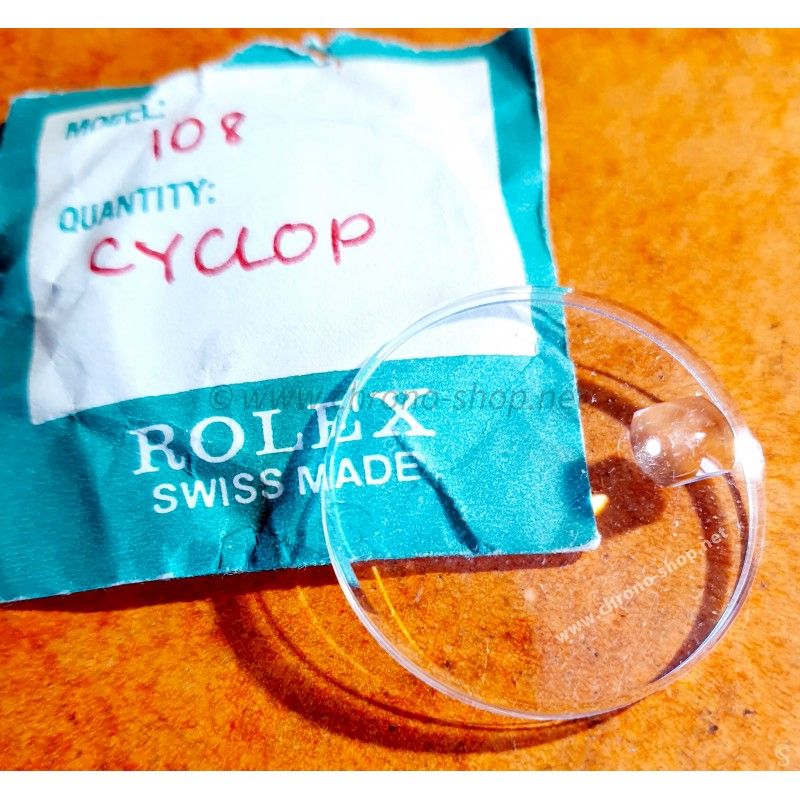 MODEL:
108
QUANTITY:
CYCLOP
© www.chrono-shop.net
ROLEX
SWISS MADE
www.chrono-shop.net